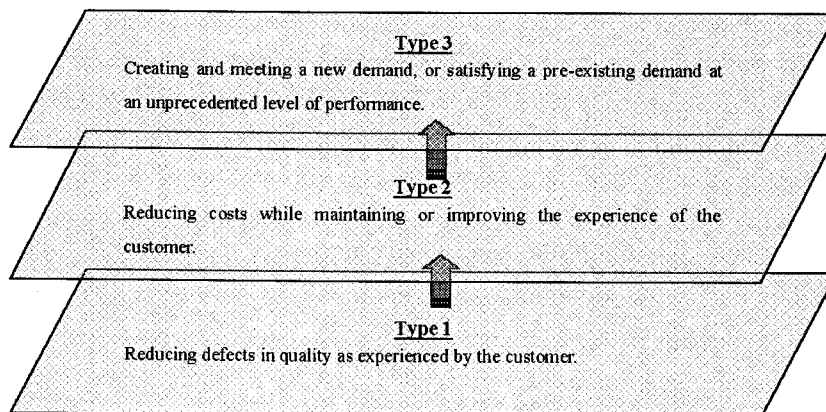 Type 3
Creating and meeting a new demand, or satisfying a pre-existing demand at
an unprecedented level of performance.
Type 2
Reducing costs while maintaining or improving the experience of the
customer.
Type 1
Reducing defects in quality as experienced by the customer.